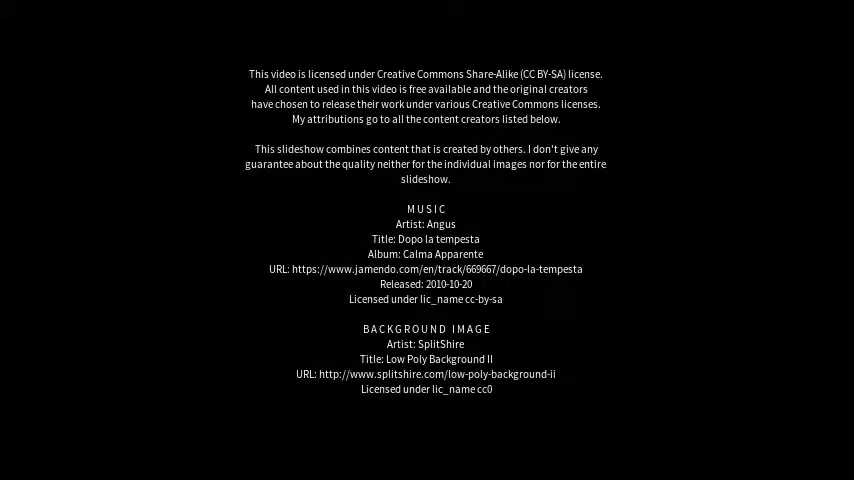 This video is licensed under Creative Commons Share-Alike (CC BY-SA) license.
All content used in this video is free available and the original creators
have chosen to release their work under various Creative Commons licenses.
My attributions go to all the content creators listed below.
This slideshow combines content that is created by others. I don't give any
guarantee about the quality neither for the individual images nor for the entire
slideshow.
MUSIC
Artist: Angus
Title: Dopo la tempesta
Album: Calma Apparente
URL: https://www.jamendo.com/en/track/669667/dopo-la-tempesta
Released: 2010-10-20
Licensed under lic_name cc-by-sa
BACKGROUND IMAGE
Artist: SplitShire
Title: Low Poly Background II
URL: http://www.splitshire.com/low-poly-background-ii
Licensed under lic_name cc0